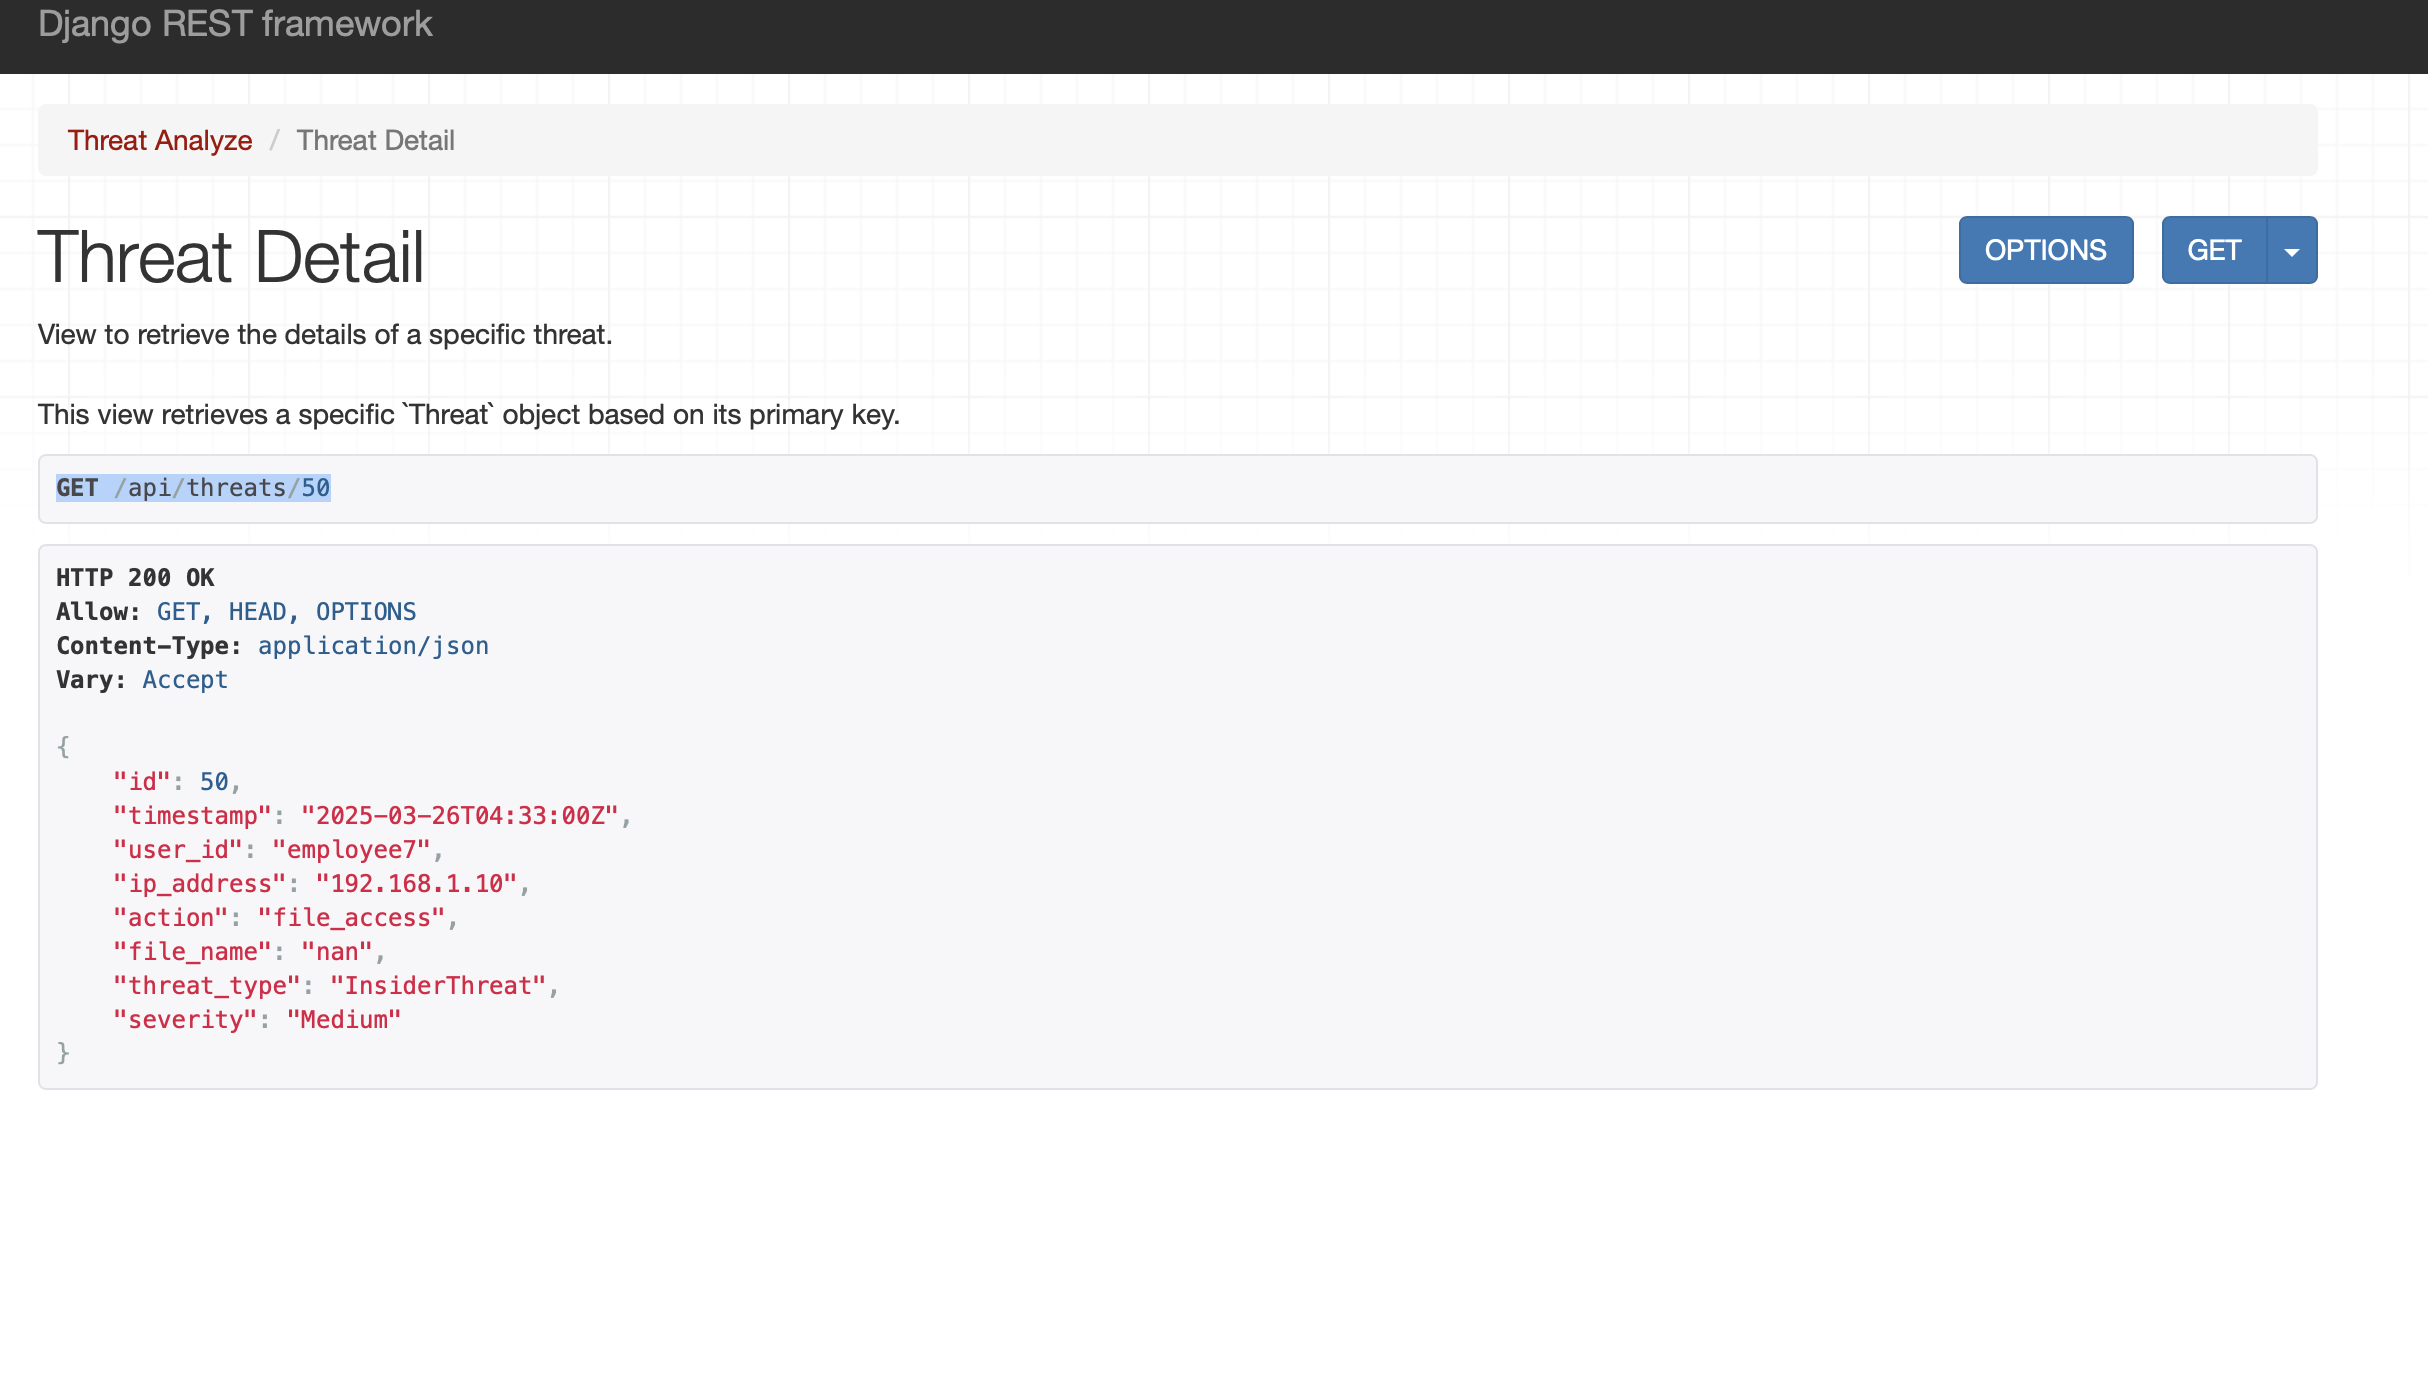 Django REST framework
Threat Analyze / Threat Detail
Threat Detail
OPTIONS
GET
View to retrieve the details of a specific threat.
This view retrieves a specific `Threat` object based on its primary key.
GET /api/threats/50
HTTP 200 OK
Allow: GET, HEAD, OPTIONS
Content-Type: application/json
Vary: Accept
{
    "id": 50,
    "timestamp": "2025-03-26T04:33:00Z",
    "user_id": "employee7",
    "ip_address": "192.168.1.10",
    "action": "file_access",
    "file_name": "nan",
    "threat_type": "InsiderThreat",
    "severity": "Medium"
}